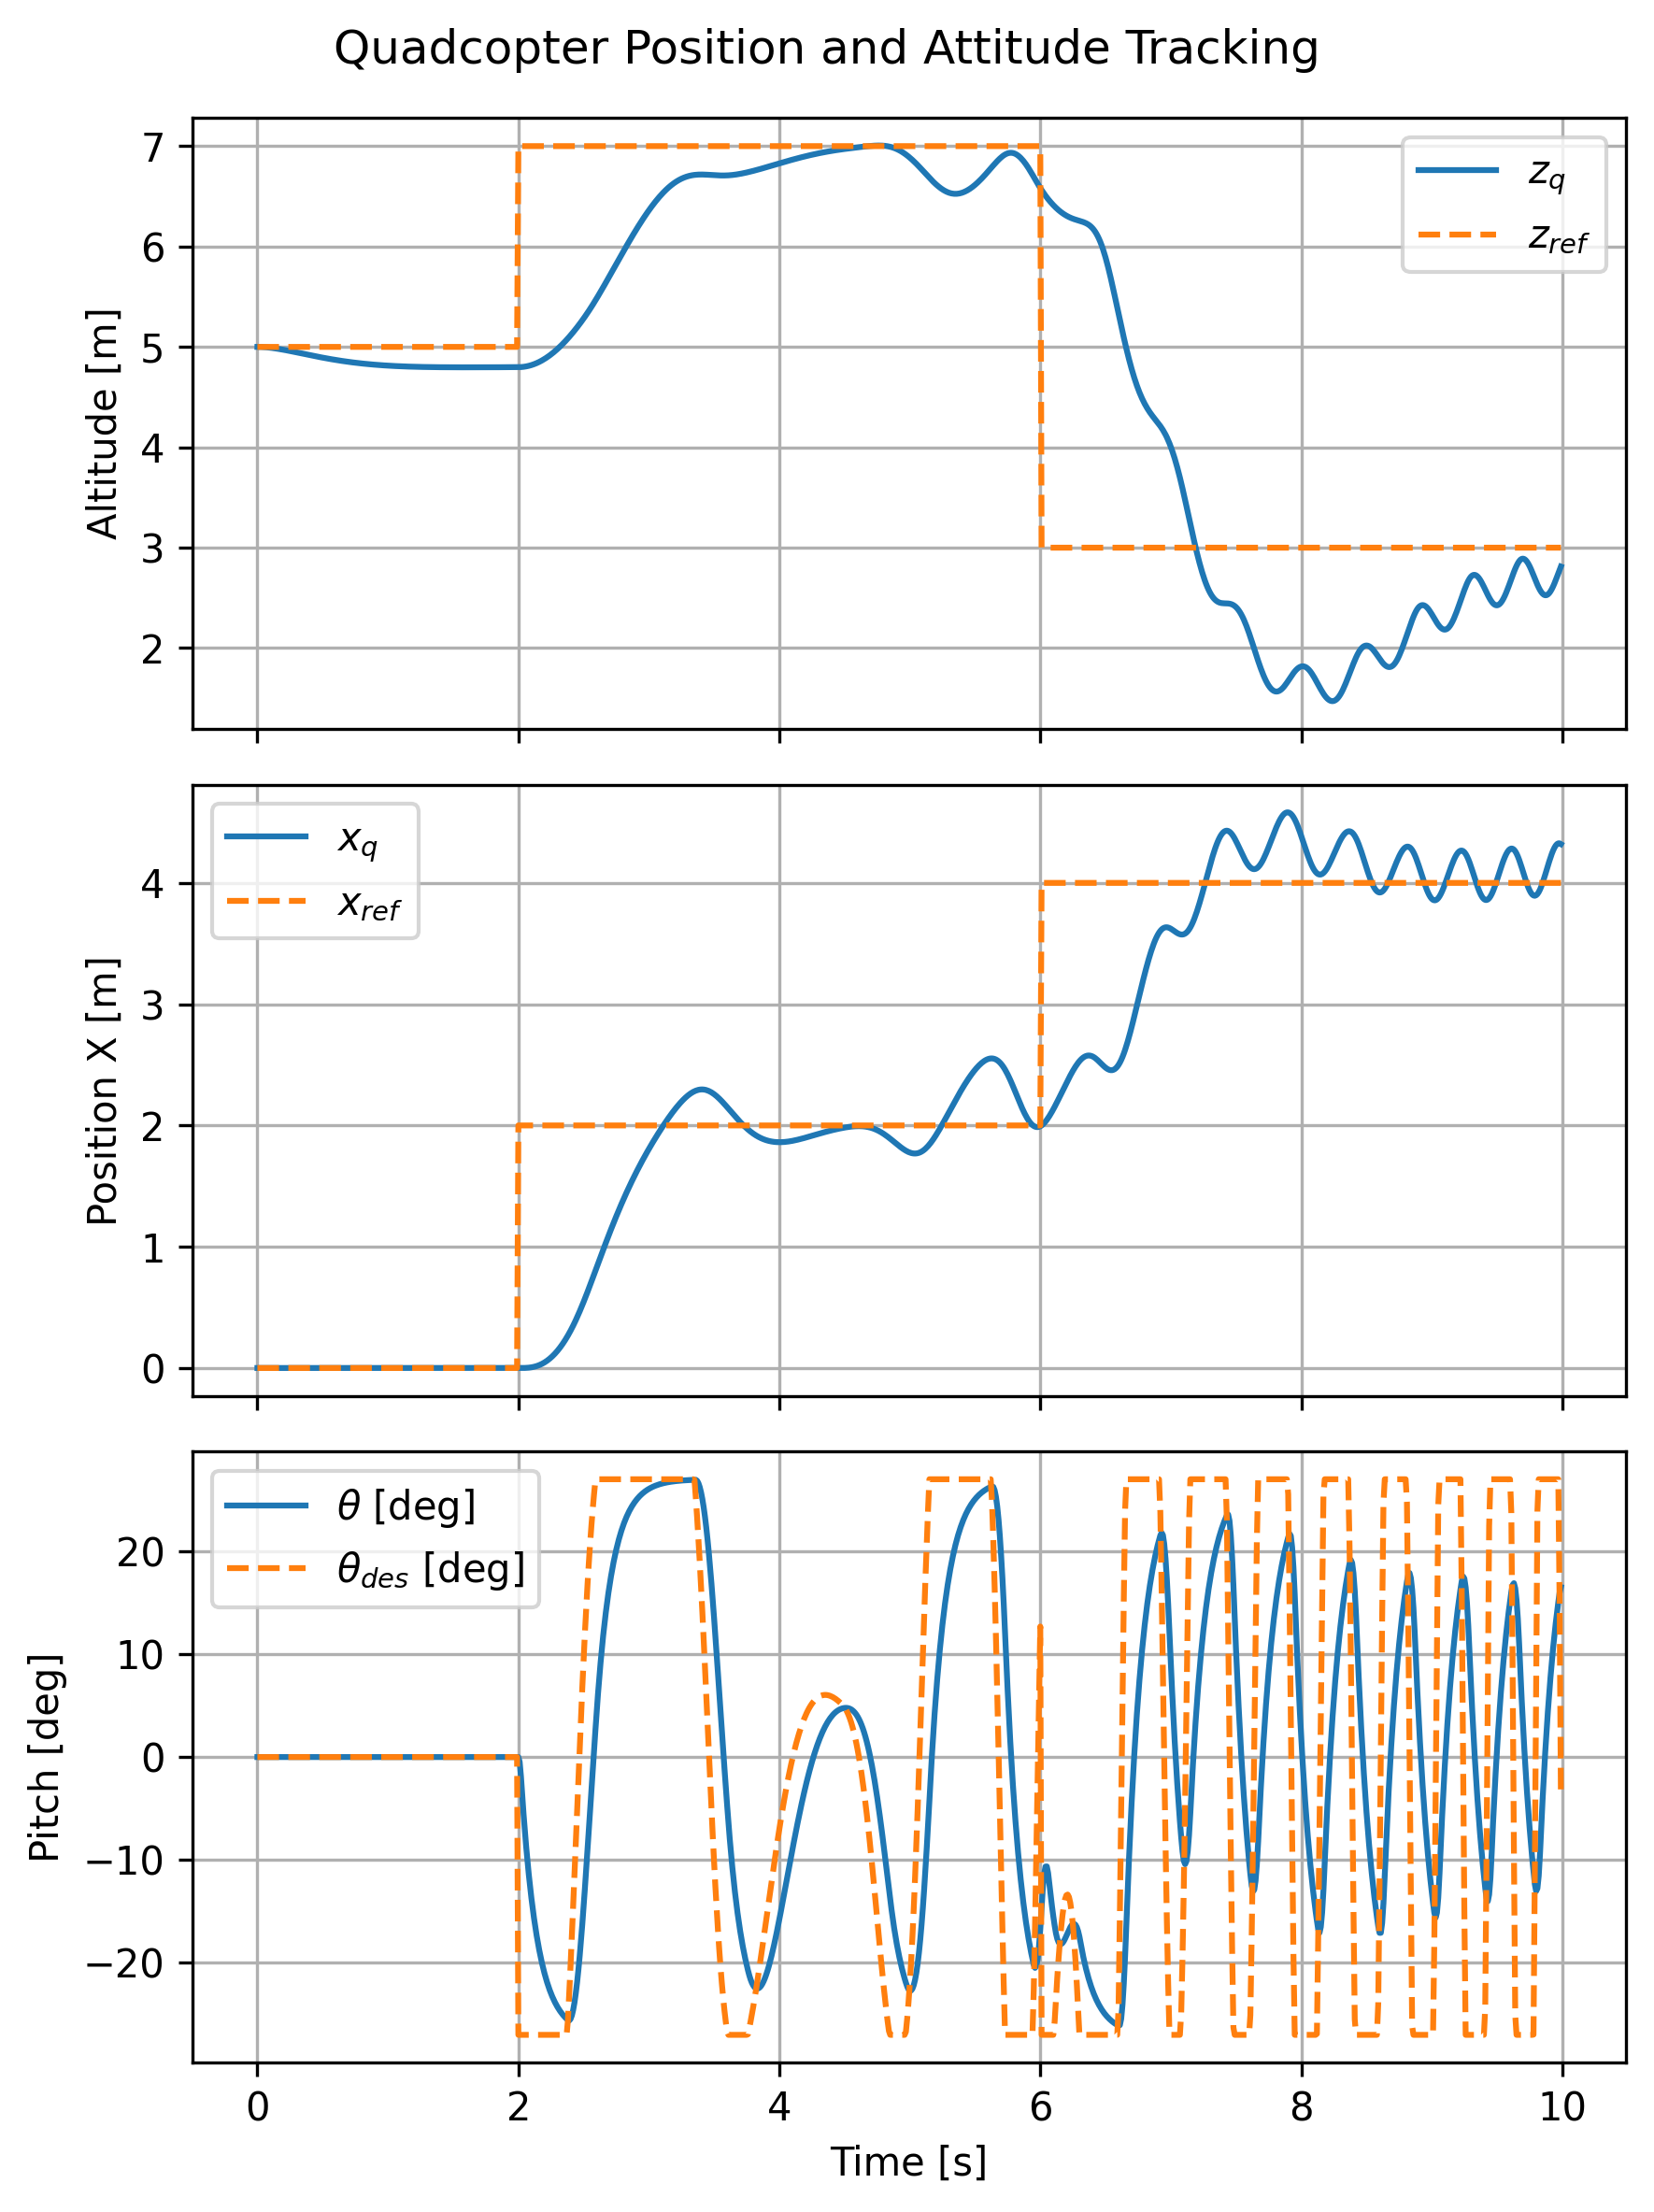 Quadcopter Position and Attitude Tracking
7
6
5
4
3
2
Altitude [m]
z_q
z_ref
4
3
2
1
0
Position X [m]
x_q
x_ref
20
10
0
−10
−20
Pitch [deg]
θ [deg]
θ_des [deg]
0 2 4 6 8 10
Time [s]